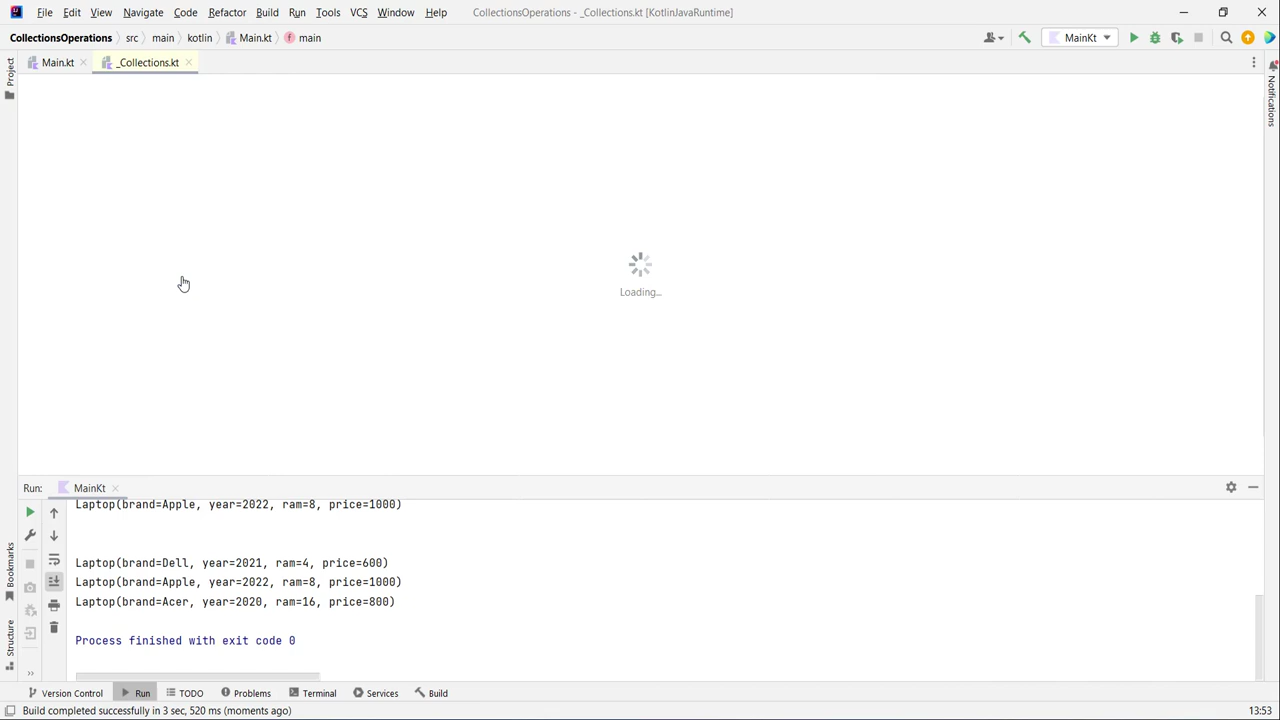 File Edit View Navigate Code Refactor Build Run Tools VCS Window Help CollectionsOperations - _Collections.kt [KotlinJavaRuntime]
CollectionsOperations src main kotlin Main.kt main MainKt
Main.kt _Collections.kt
Project
Notifications
Loading...
Run: MainKt
Laptop(brand=Apple, year=2022, ram=8, price=1000)
Laptop(brand=Dell, year=2021, ram=4, price=600)
Laptop(brand=Apple, year=2022, ram=8, price=1000)
Laptop(brand=Acer, year=2020, ram=16, price=800)
Process finished with exit code 0
Bookmarks
Structure
Version Control Run TODO Problems Terminal Services Build
Build completed successfully in 3 sec, 520 ms (moments ago) 13:53